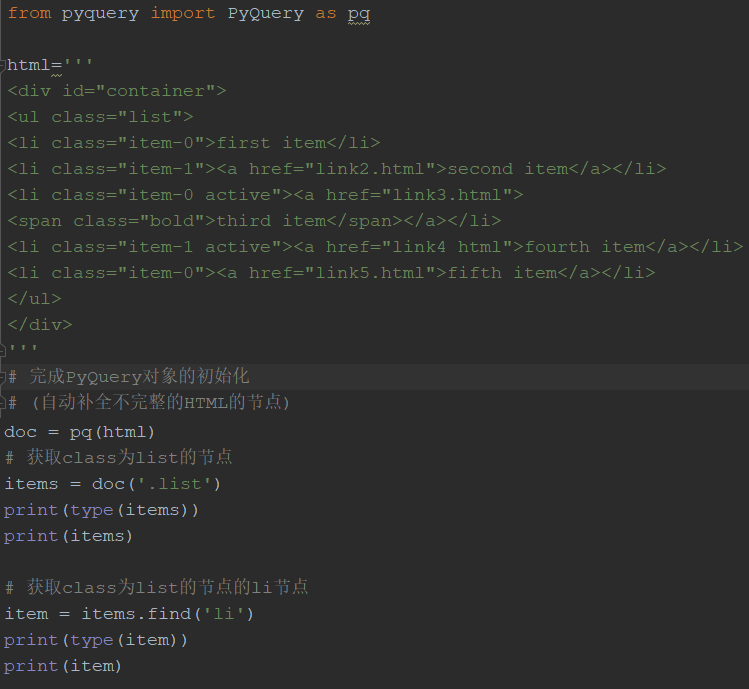 from pyquery import PyQuery as pq
html='''
<div id="container">
<ul class="list">
<li class="item-0">first item</li>
<li class="item-1"><a href="link2.html">second item</a></li>
<li class="item-0 active"><a href="link3.html">
<span class="bold">third item</span></a></li>
<li class="item-1 active"><a href="link4 html">fourth item</a></li>
<li class="item-0"><a href="link5.html">fifth item</a></li>
</ul>
</div>
'''
# 完成PyQuery对象的初始化
# (自动补全不完整的HTML的节点)
doc = pq(html)
# 获取class为list的节点
items = doc('.list')
print(type(items))
print(items)
# 获取class为list的节点的li节点
item = items.find('li')
print(type(item))
print(item)